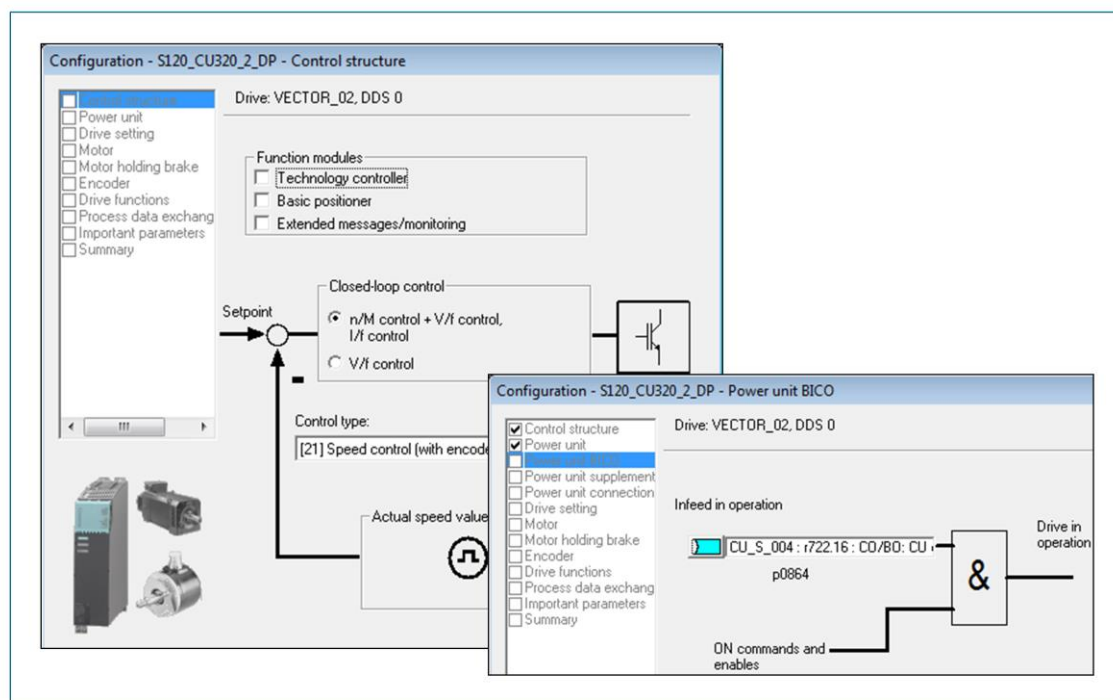 Configuration - S120_CU320_2_DP - Control structure
Control structure
Power unit
Drive setting
Motor
Motor holding brake
Encoder
Drive functions
Process data exchang
Important parameters
Summary
Drive: VECTOR_02, DDS 0
Function modules
Technology controller
Basic positioner
Extended messages/monitoring
Closed-loop control
Setpoint
n/M control + V/f control,
I/f control
V/f control
Control type:
[21] Speed control (with encode
Actual speed value
Configuration - S120_CU320_2_DP - Power unit BICO
Control structure
Power unit
Power unit BICO
Power unit supplement
Power unit connection
Drive setting
Motor
Motor holding brake
Encoder
Drive functions
Process data exchang
Important parameters
Summary
Drive: VECTOR_02, DDS 0
Infeed in operation
CU_S_004 : r722.16 : CO/BO: CU
p0864
&
Drive in
operation
ON commands and
enables